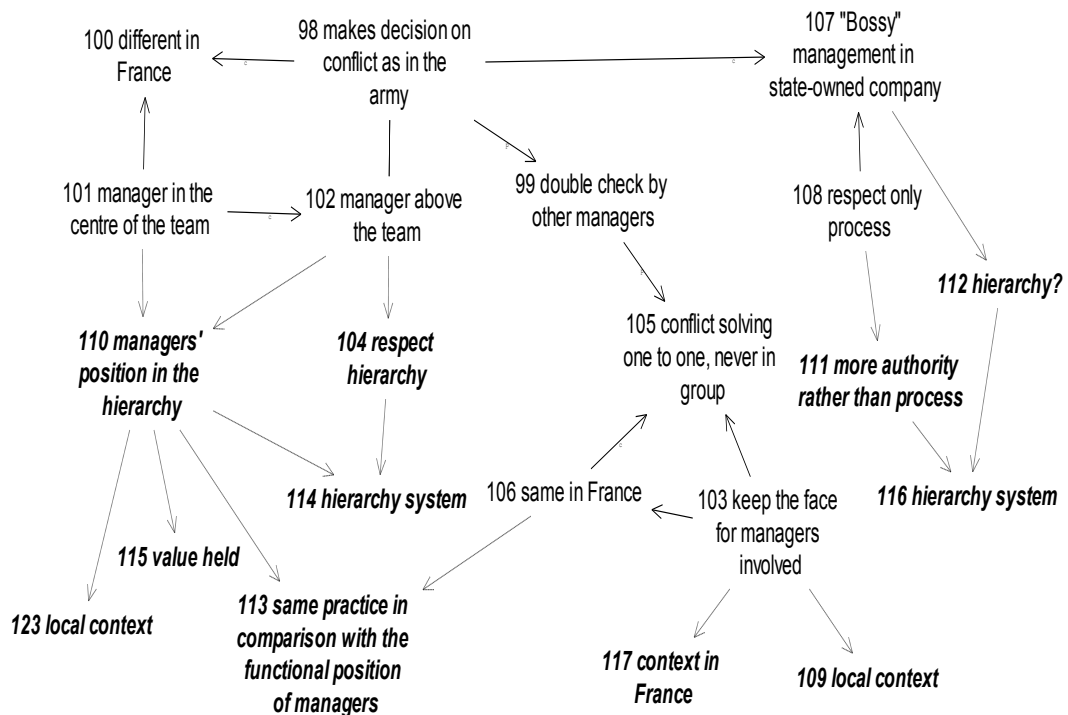 100 different in
France
98 makes decision on
conflict as in the
army
107 "Bossy"
management in
state-owned company
101 manager in the
centre of the team
102 manager above
the team
99 double check by
other managers
108 respect only
process
112 hierarchy?
110 managers'
position in the
hierarchy
104 respect
hierarchy
105 conflict solving
one to one, never in
group
111 more authority
rather than process
114 hierarchy system
106 same in France
103 keep the face
for managers
involved
116 hierarchy system
115 value held
123 local context
113 same practice in
comparison with the
functional position
of managers
117 context in
France
109 local context